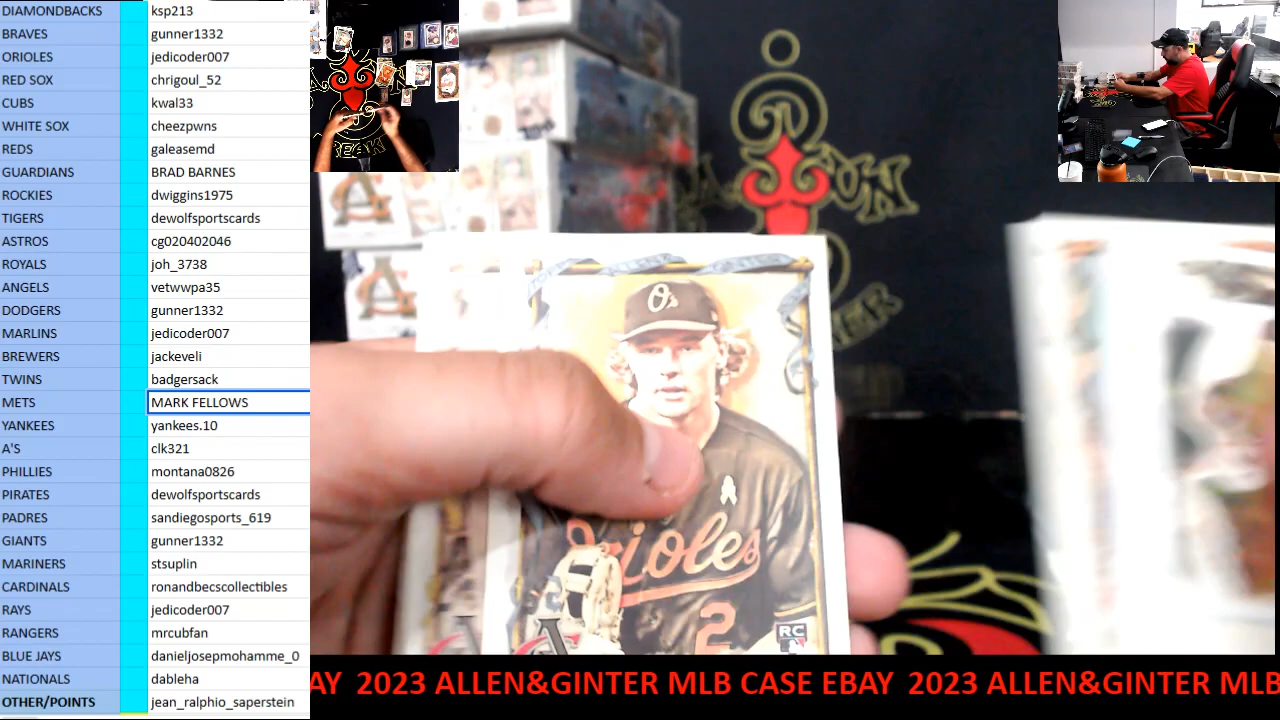 DIAMONDBACKS ksp213
BRAVES gunner1332
ORIOLES jedicoder007
RED SOX chrigoul_52
CUBS kwal33
WHITE SOX cheezpwns
REDS galeasemd
GUARDIANS BRAD BARNES
ROCKIES dwiggins1975
TIGERS dewolfsportscards
ASTROS cg020402046
ROYALS joh_3738
ANGELS vetwwpa35
DODGERS gunner1332
MARLINS jedicoder007
BREWERS jackeveli
TWINS badgersack
METS MARK FELLOWS
YANKEES yankees.10
A'S clk321
PHILLIES montana0826
PIRATES dewolfsportscards
PADRES sandiegosports_619
GIANTS gunner1332
MARINERS stsuplin
CARDINALS ronandbecscollectibles
RAYS jedicoder007
RANGERS mrcubfan
BLUE JAYS danieljosepmohamme_0
NATIONALS dableha
OTHER/POINTS jean_ralphio_saperstein
O's
Orioles
2
RC
AY 2023 ALLEN&GINTER MLB CASE EBAY 2023 ALLEN&GINTER MLB